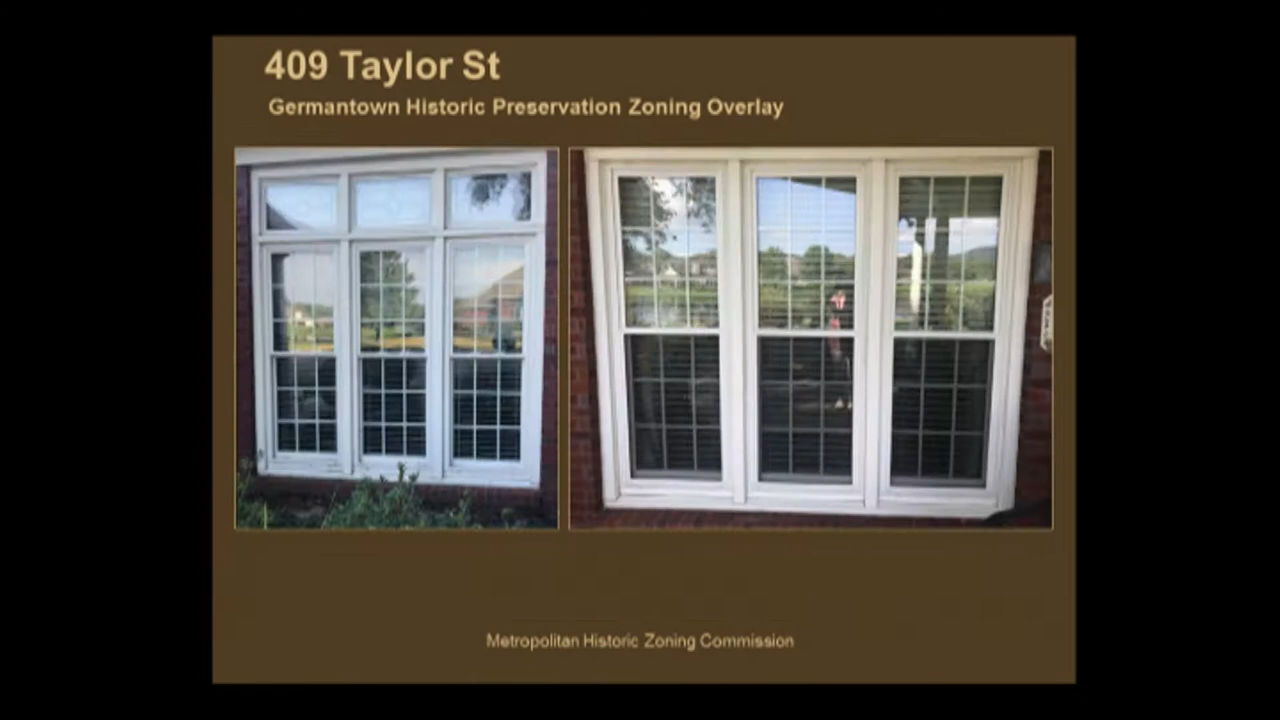 409 Taylor St
Germantown Historic Preservation Zoning Overlay
Metropolitan Historic Zoning Commission